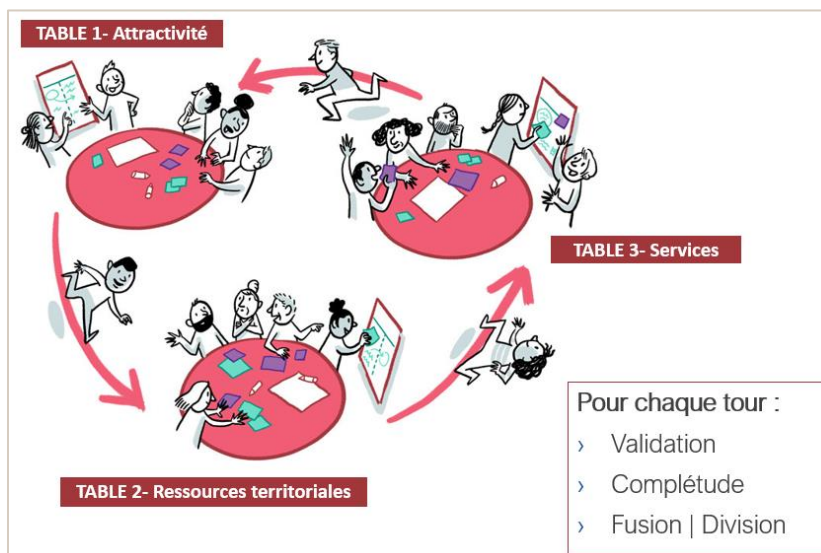 TABLE 1- Attractivité
TABLE 3- Services
TABLE 2- Ressources territoriales
Pour chaque tour :
› Validation
› Complétude
› Fusion | Division